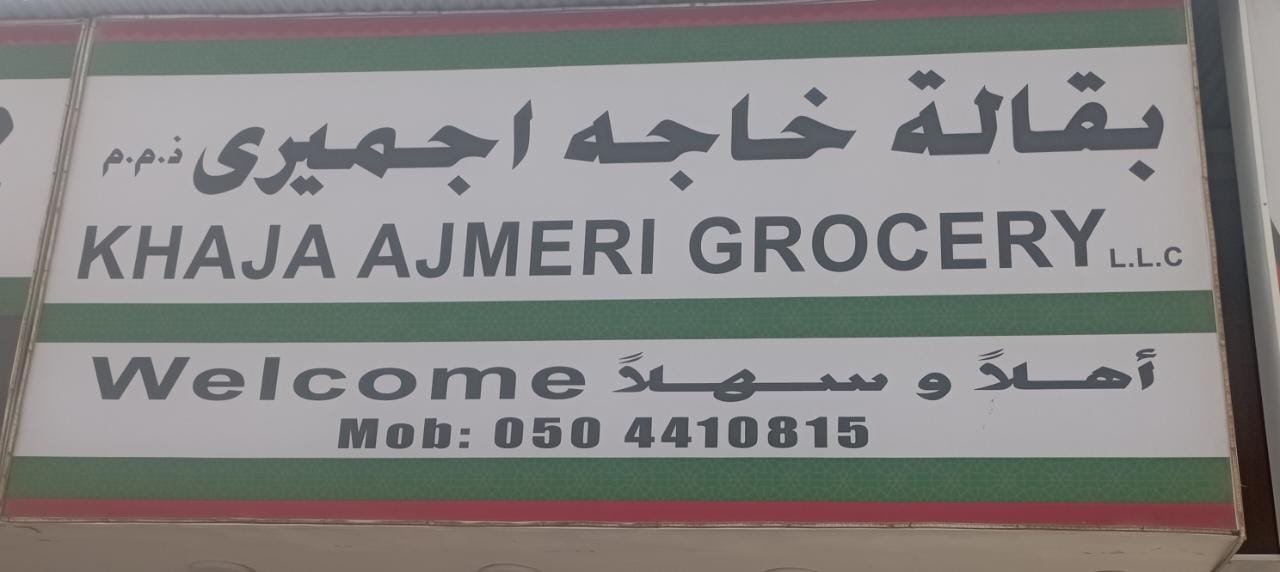 بقالة خاجه اجميرى ذ.م.م
KHAJA AJMERI GROCERY L.L.C
Welcome أهلاً و سهلاً
Mob: 050 4410815